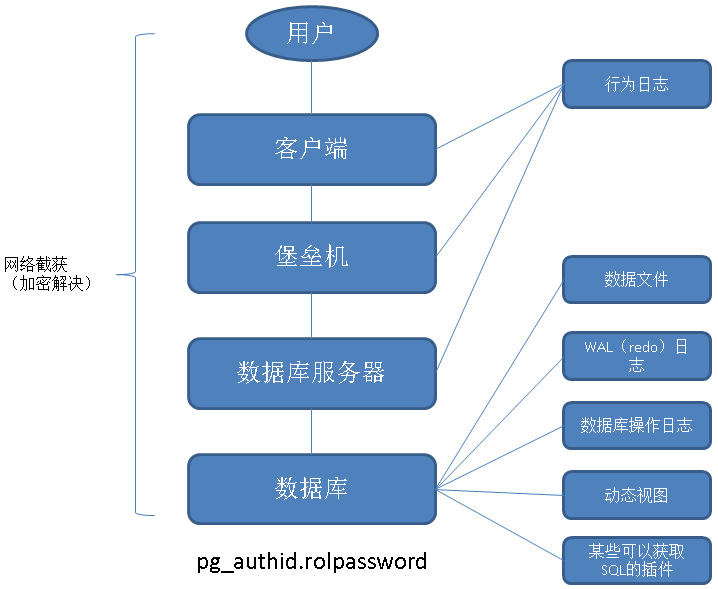 用户
客户端
堡垒机
数据库服务器
数据库
pg_authid.rolpassword
网络截获
（加密解决）
行为日志
数据文件
WAL（redo）日
志
数据库操作日志
动态视图
某些可以获取
SQL的插件